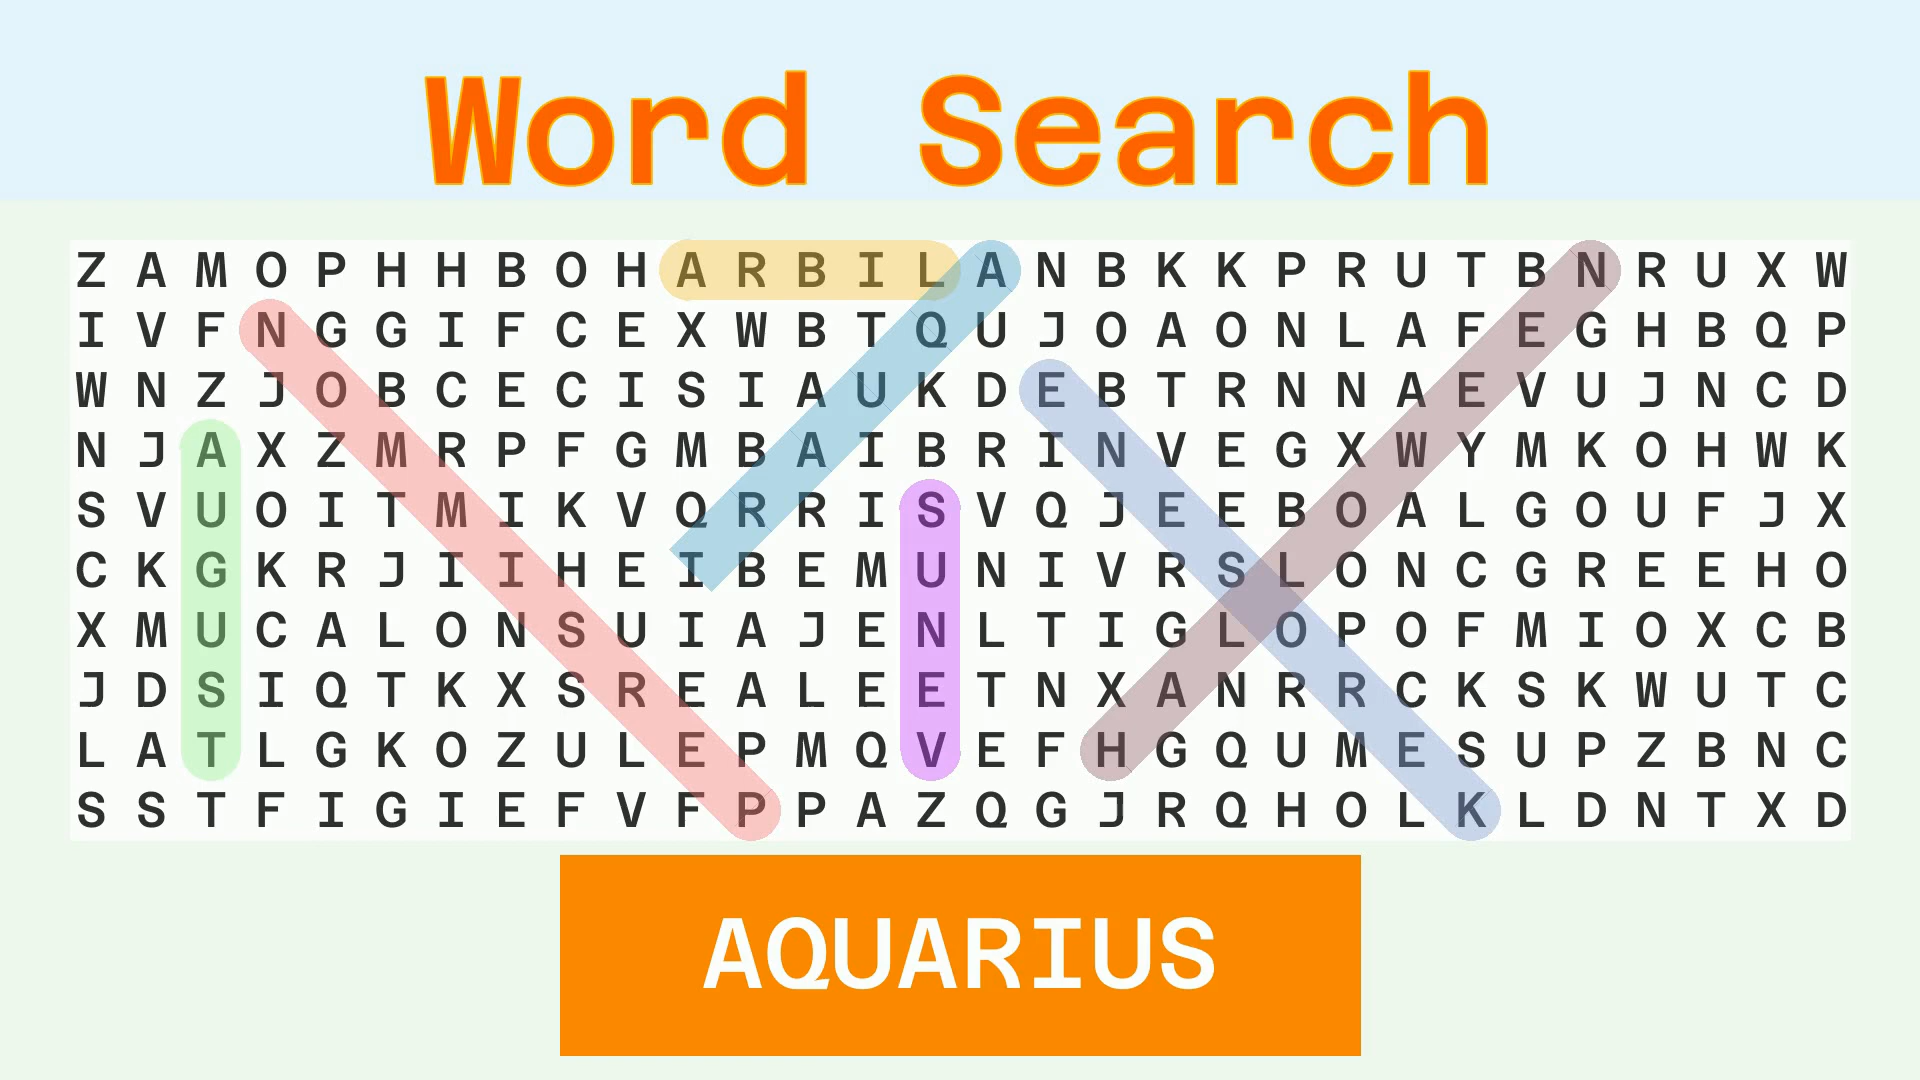 Word Search
Z A M O P H H B O H A R B I L A N B K K P R U T B N R U X W
I V F N G G I F C E X W B T Q U J O A O N L A F E G H B Q P
W N Z J O B C E C I S I A U K D E B T R N N A E V U J N C D
N J A X Z M R P F G M B A I B R I N V E G X W Y M K O H W K
S V U O I T M I K V Q R R I S V Q J E E B O A L G O U F J X
C K G K R J I I H E I B E M U N I V R S L O N C G R E E H O
X M U C A L O N S U I A J E N L T I G L O P O F M I O X C B
J D S I Q T K X S R E A L E E T N X A N R R C K S K W U T C
L A T L G K O Z U L E P M Q V E F H G Q U M E S U P Z B N C
S S T F I G I E F V F P P A Z Q G J R Q H O L K L D N T X D
AQUARIUS